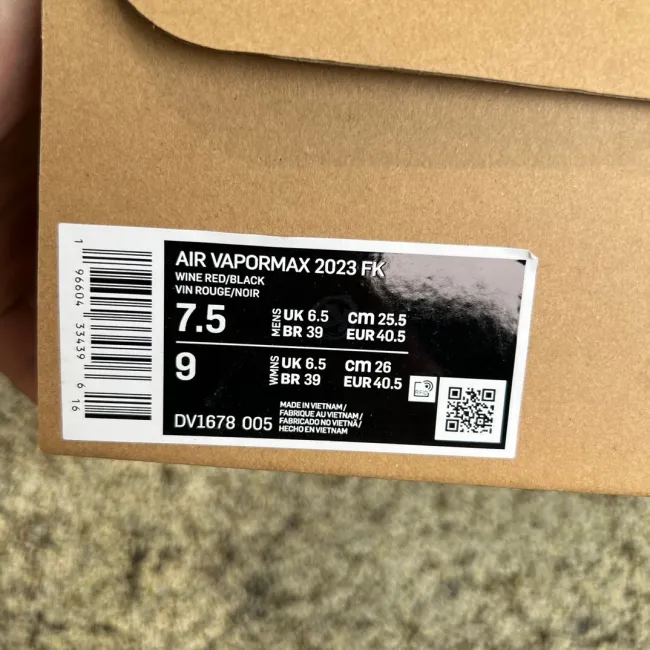 AIR VAPORMAX 2023 FK
WINE RED/BLACK
VIN ROUGE/NOIR
7.5 MENS UK 6.5 cm 25.5
BR 39 EUR 40.5
9 WMNS UK 6.5 cm 26
BR 39 EUR 40.5
DV1678 005
MADE IN VIETNAM/
FABRIQUE AU VIETNAM/
FABRICADO NO VIETNÃ/
HECHO EN VIETNAM
RFID
1 96604 33439 6 16